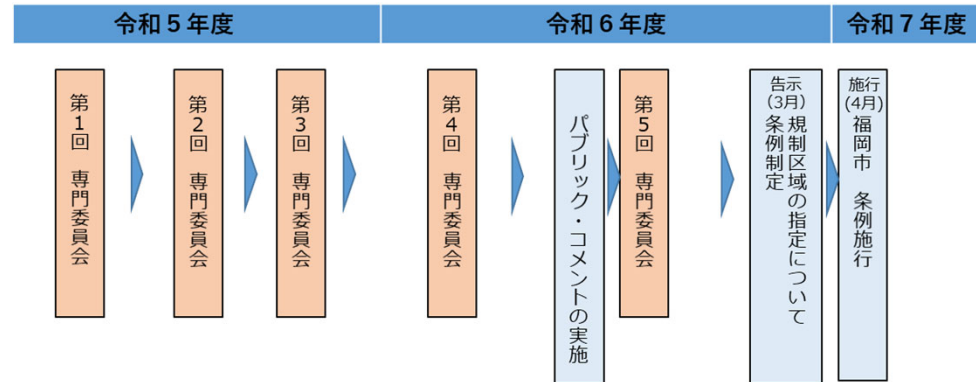 令和５年度
令和６年度
令和７年度
第1回　専門委員会
第2回　専門委員会
第3回　専門委員会
第4回　専門委員会
パブリック・コメントの実施
第5回　専門委員会
告示
(3月)
規制区域の指定について
条例制定
施行
(4月)
福岡市　条例施行